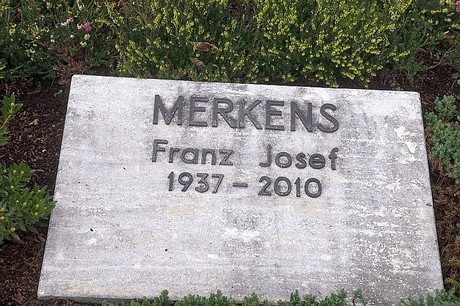 MERKENS
Franz Josef
1937 – 2010